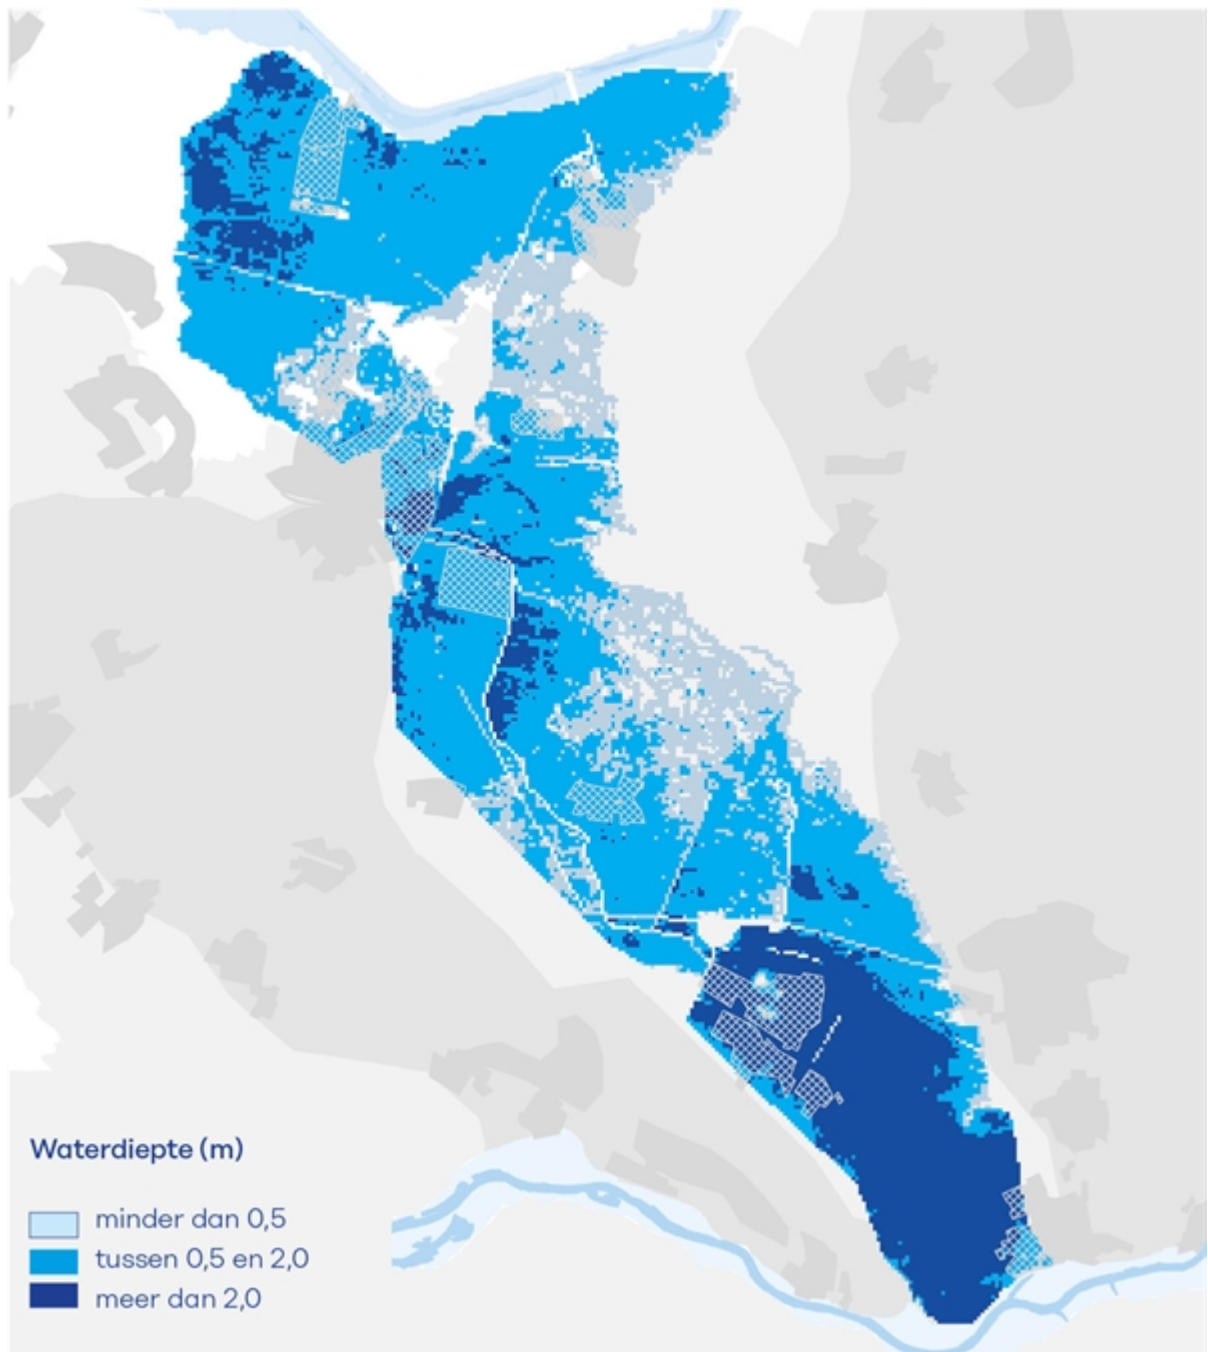 Waterdiepte (m)
minder dan 0,5
tussen 0,5 en 2,0
meer dan 2,0